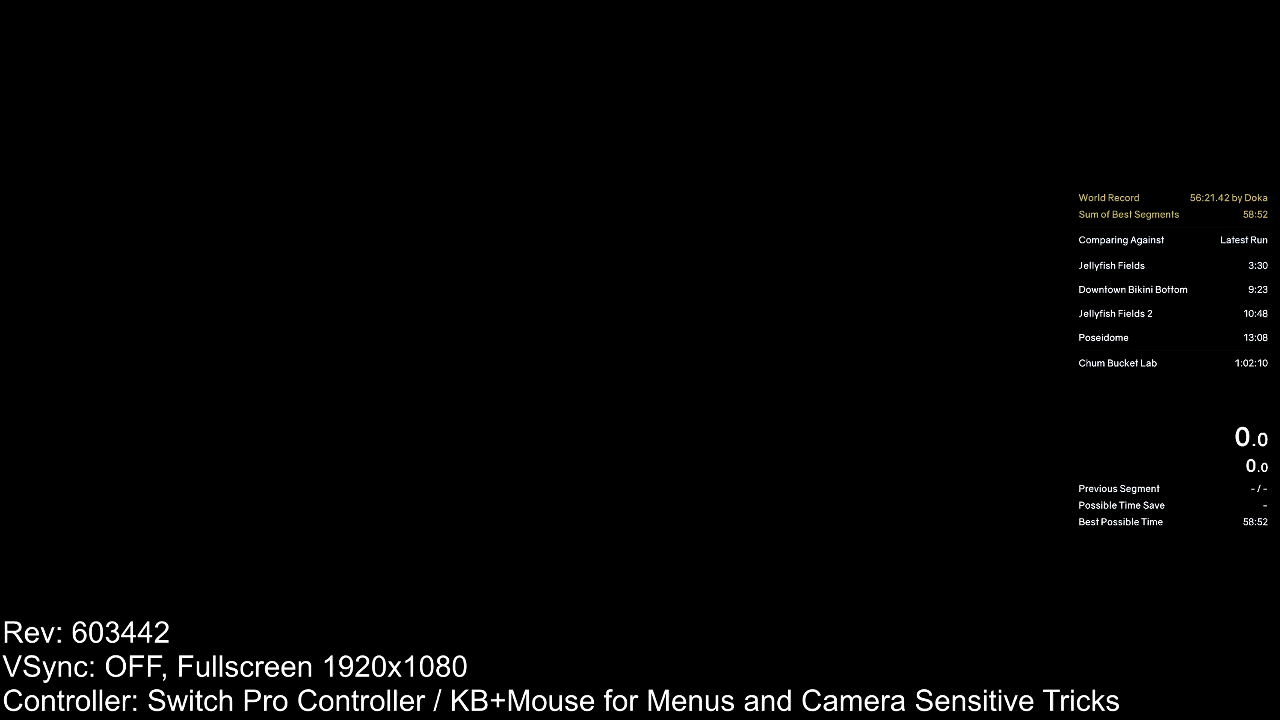 World Record 56:21.42 by Doka
Sum of Best Segments 58:52
Comparing Against Latest Run
Jellyfish Fields 3:30
Downtown Bikini Bottom 9:23
Jellyfish Fields 2 10:48
Poseidome 13:08
Chum Bucket Lab 1:02:10
0.0
0.0
Previous Segment - / -
Possible Time Save -
Best Possible Time 58:52
Rev: 603442
VSync: OFF, Fullscreen 1920x1080
Controller: Switch Pro Controller / KB+Mouse for Menus and Camera Sensitive Tricks